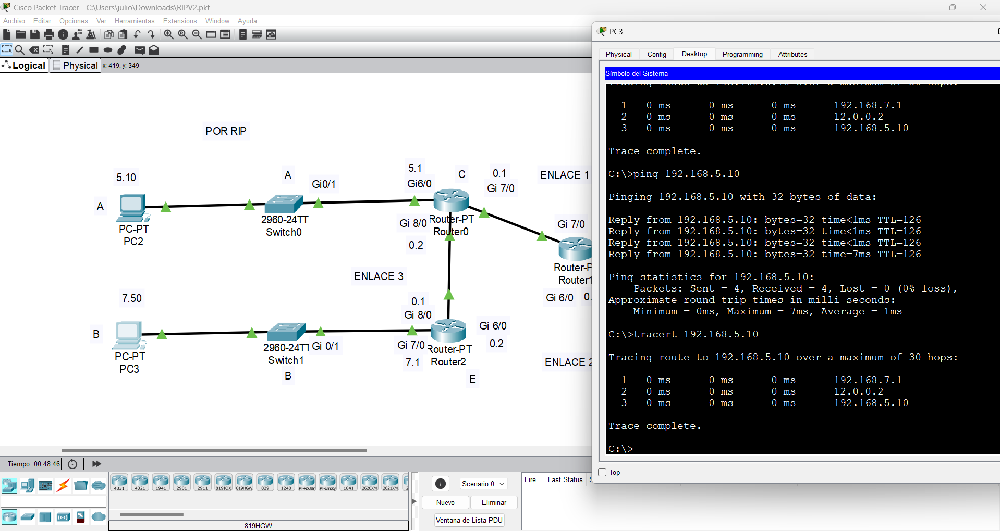 Cisco Packet Tracer - C:\Users\julio\Downloads\RIPV2.pkt
Archivo Editar Opciones Ver Herramientas Extensions Window Ayuda
Logical Physical x: 419, y: 349
POR RIP
5.10
A
Gi0/1
5.1
Gi6/0
C
0.1
Gi 7/0
ENLACE 1
A
PC-PT
PC2
2960-24TT
Switch0
Gi 8/0
Router-PT
Router0
0.2
Gi 7/0
Router-P
Router1
Gi 6/0
0.
ENLACE 3
7.50
0.1
Gi 8/0
B
PC-PT
PC3
2960-24TT
Switch1
Gi 0/1
B
Gi 7/0
7.1
Router-PT
Router2
Gi 6/0
0.2
E
ENLACE 2
PC3
Physical Config Desktop Programming Attributes
Símbolo del Sistema
Tracing route to 192.168.5.10 over a maximum of 30 hops:
1 0 ms 0 ms 0 ms 192.168.7.1
2 0 ms 0 ms 0 ms 12.0.0.2
3 0 ms 0 ms 0 ms 192.168.5.10
Trace complete.
C:\>ping 192.168.5.10
Pinging 192.168.5.10 with 32 bytes of data:
Reply from 192.168.5.10: bytes=32 time<1ms TTL=126
Reply from 192.168.5.10: bytes=32 time<1ms TTL=126
Reply from 192.168.5.10: bytes=32 time<1ms TTL=126
Reply from 192.168.5.10: bytes=32 time=7ms TTL=126
Ping statistics for 192.168.5.10:
Packets: Sent = 4, Received = 4, Lost = 0 (0% loss),
Approximate round trip times in milli-seconds:
Minimum = 0ms, Maximum = 7ms, Average = 1ms
C:\>tracert 192.168.5.10
Tracing route to 192.168.5.10 over a maximum of 30 hops:
1 0 ms 0 ms 0 ms 192.168.7.1
2 0 ms 0 ms 0 ms 12.0.0.2
3 0 ms 0 ms 0 ms 192.168.5.10
Trace complete.
C:\>
Top
Tiempo: 00:48:46
4331 4321 1941 2901 2911 819IOX 819HGW 829 1240 PT-Router PT-Empty 1841 2620XM 2621XM 2
819HGW
Scenario 0
Nuevo Eliminar
Ventana de Lista PDU
Fire Last Status S